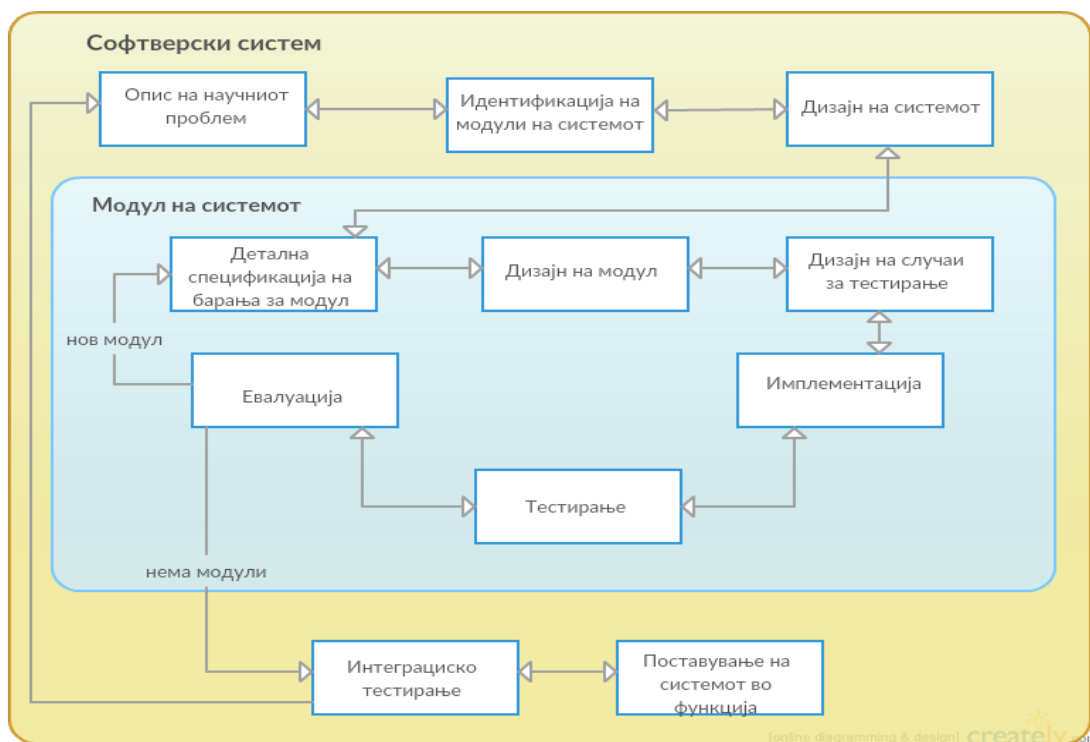 Софтверски систем
Опис на научниот
проблем
Идентификација на
модули на системот
Дизајн на системот
Модул на системот
Детална
спецификација на
барања за модул
Дизајн на модул
Дизајн на случаи
за тестирање
нов модул
Евалуација
Имплементација
Тестирање
нема модули
Интеграциско
тестирање
Поставување на
системот во
функција
[online diagramming & design] creately